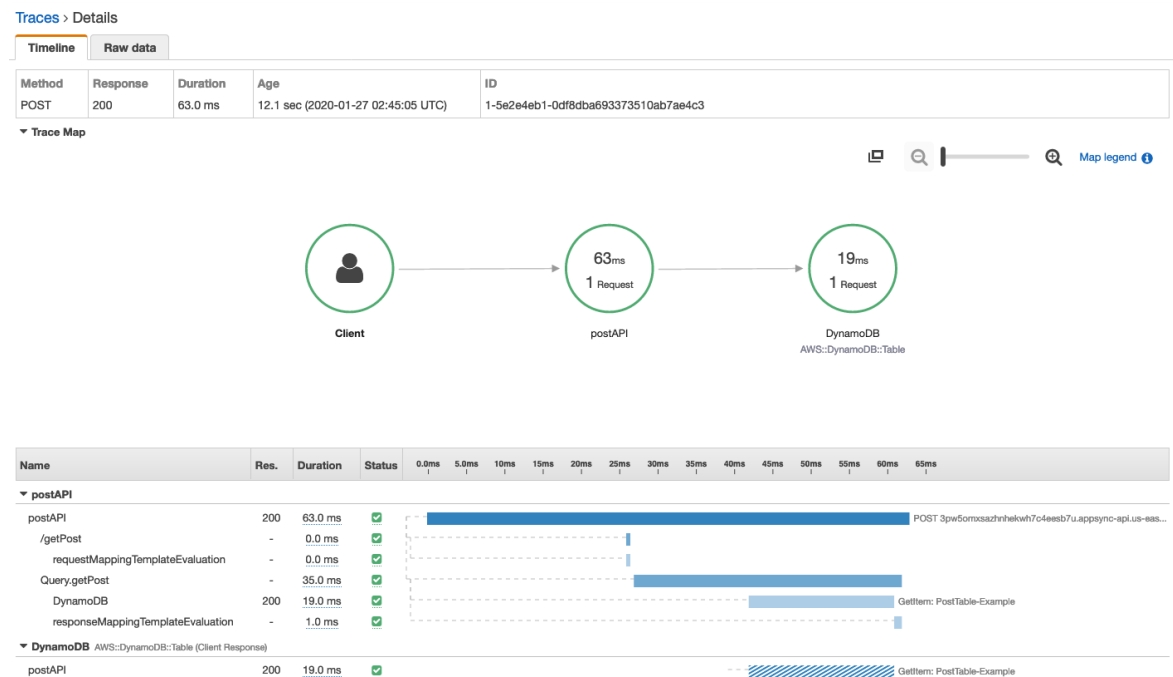 Traces > Details
Timeline Raw data
Method Response Duration Age ID
POST 200 63.0 ms 12.1 sec (2020-01-27 02:45:05 UTC) 1-5e2e4eb1-0df8dba693373510ab7ae4c3
Trace Map
Map legend
63ms
1 Request
19ms
1 Request
Client postAPI DynamoDB
AWS::DynamoDB::Table
Name Res. Duration Status 0.0ms 5.0ms 10ms 15ms 20ms 25ms 30ms 35ms 40ms 45ms 50ms 55ms 60ms 65ms
postAPI
postAPI 200 63.0 ms POST 3pw5omxsazhnhekwh7c4eesb7u.appsync-api.us-eas...
/getPost - 0.0 ms
requestMappingTemplateEvaluation - 0.0 ms
Query.getPost - 35.0 ms
DynamoDB 200 19.0 ms GetItem: PostTable-Example
responseMappingTemplateEvaluation - 1.0 ms
DynamoDB AWS::DynamoDB::Table (Client Response)
postAPI 200 19.0 ms GetItem: PostTable-Example